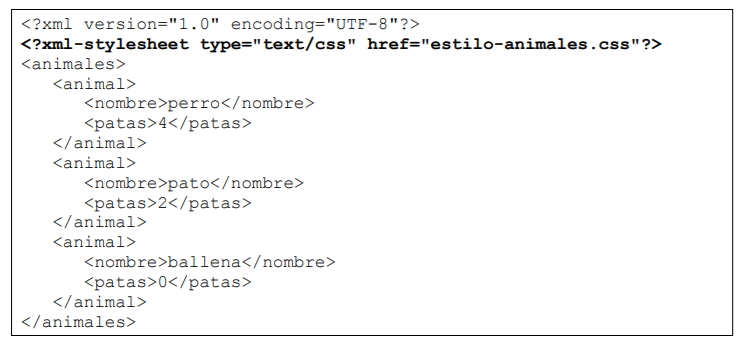 <?xml version="1.0" encoding="UTF-8"?>
<?xml-stylesheet type="text/css" href="estilo-animales.css"?>
<animales>
   <animal>
      <nombre>perro</nombre>
      <patas>4</patas>
   </animal>
   <animal>
      <nombre>pato</nombre>
      <patas>2</patas>
   </animal>
   <animal>
      <nombre>ballena</nombre>
      <patas>0</patas>
   </animal>
</animales>